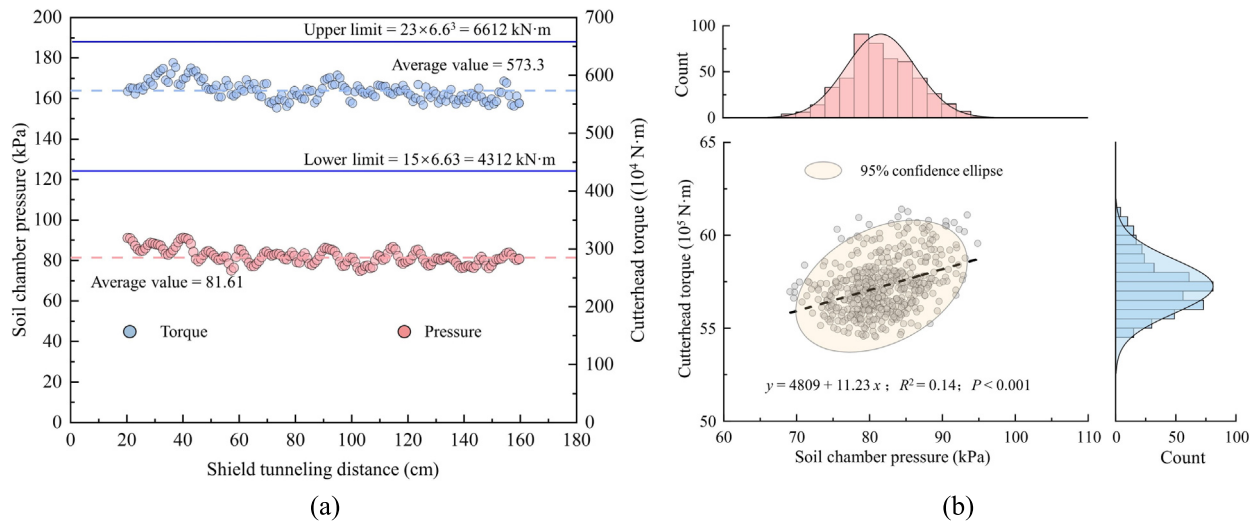 200
180
160
140
120
100
80
60
40
20
0
Soil chamber pressure (kPa)
Upper limit = 23×6.6³ = 6612 kN·m
Average value = 573.3
Lower limit = 15×6.63 = 4312 kN·m
Average value = 81.61
Torque
Pressure
700
600
500
400
300
200
100
0
Cutterhead torque ((10⁴ N·m)
0 20 40 60 80 100 120 140 160 180
Shield tunneling distance (cm)
(a)
100
50
0
Count
65
60
55
50
Cutterhead torque (10⁵ N·m)
95% confidence ellipse
y = 4809 + 11.23 x ; R² = 0.14; P < 0.001
60 70 80 90 100 110
Soil chamber pressure (kPa)
0 50 100
Count
(b)